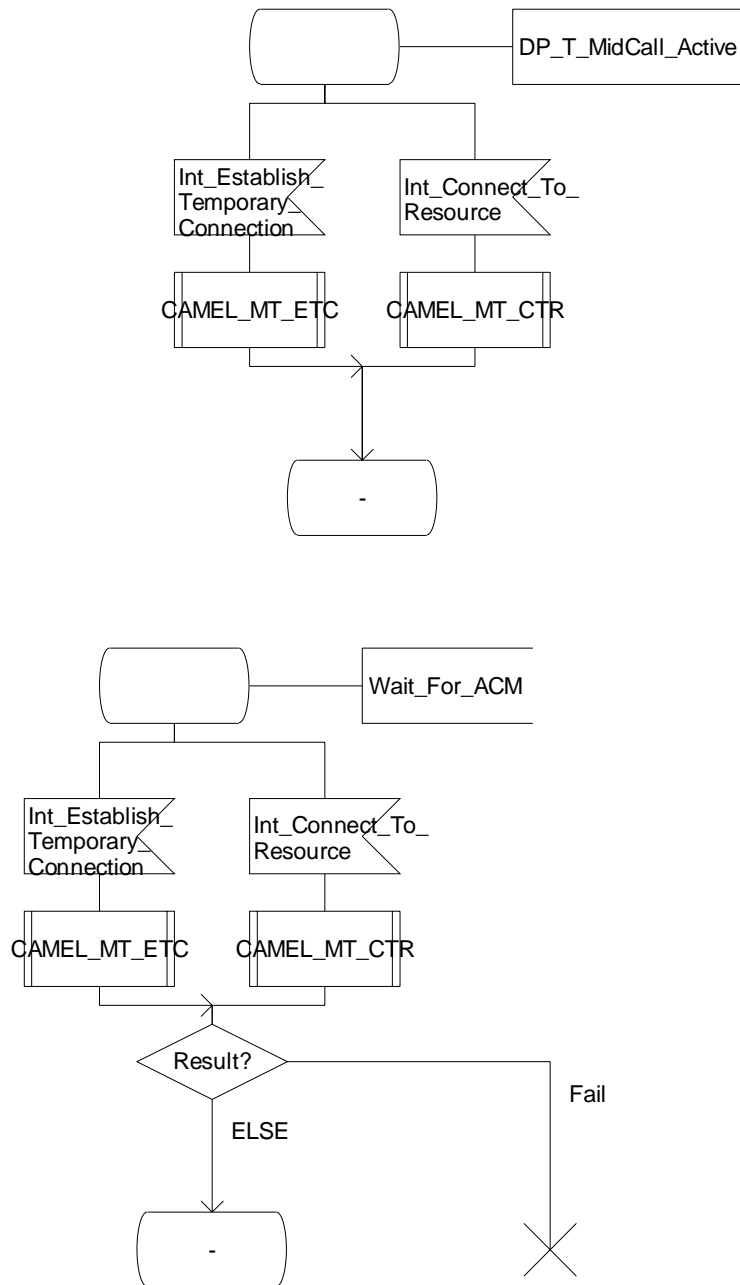 DP_T_MidCall_Active
Int_Establish_
Temporary_
Connection
Int_Connect_To_
Resource
CAMEL_MT_ETC
CAMEL_MT_CTR
-
Wait_For_ACM
Int_Establish_
Temporary_
Connection
Int_Connect_To_
Resource
CAMEL_MT_ETC
CAMEL_MT_CTR
Result?
Fail
ELSE
-